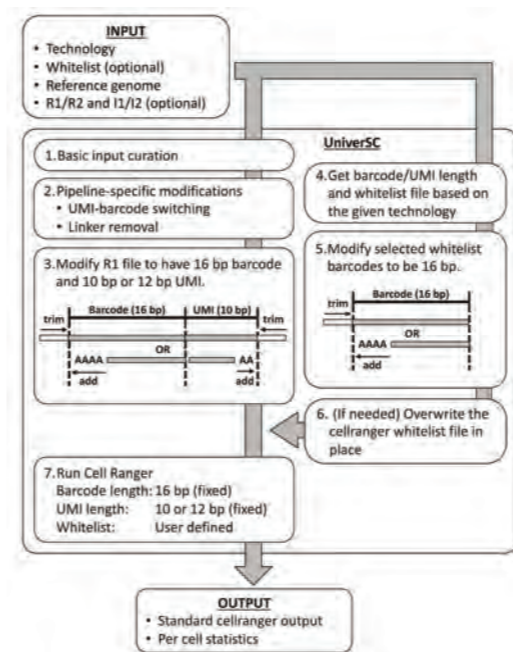 INPUT
• Technology
• Whitelist (optional)
• Reference genome
• R1/R2 and I1/I2 (optional)
UniverSC
1.Basic input curation
2. Pipeline-specific modifications
• UMI-barcode switching
• Linker removal
3. Modify R1 file to have 16 bp barcode
and 10 bp or 12 bp UMI.
Barcode (16 bp) UMI (10 bp)
trim trim
OR
AAAA AA
add add
4.Get barcode/UMI length
and whitelist file based on
the given technology
5. Modify selected whitelist
barcodes to be 16 bp.
Barcode (16 bp)
trim
OR
AAAA
add
6. (If needed) Overwrite the
cellranger whitelist file in
place
7. Run Cell Ranger
Barcode length: 16 bp (fixed)
UMI length: 10 or 12 bp (fixed)
Whitelist: User defined
OUTPUT
• Standard cellranger output
• Per cell statistics